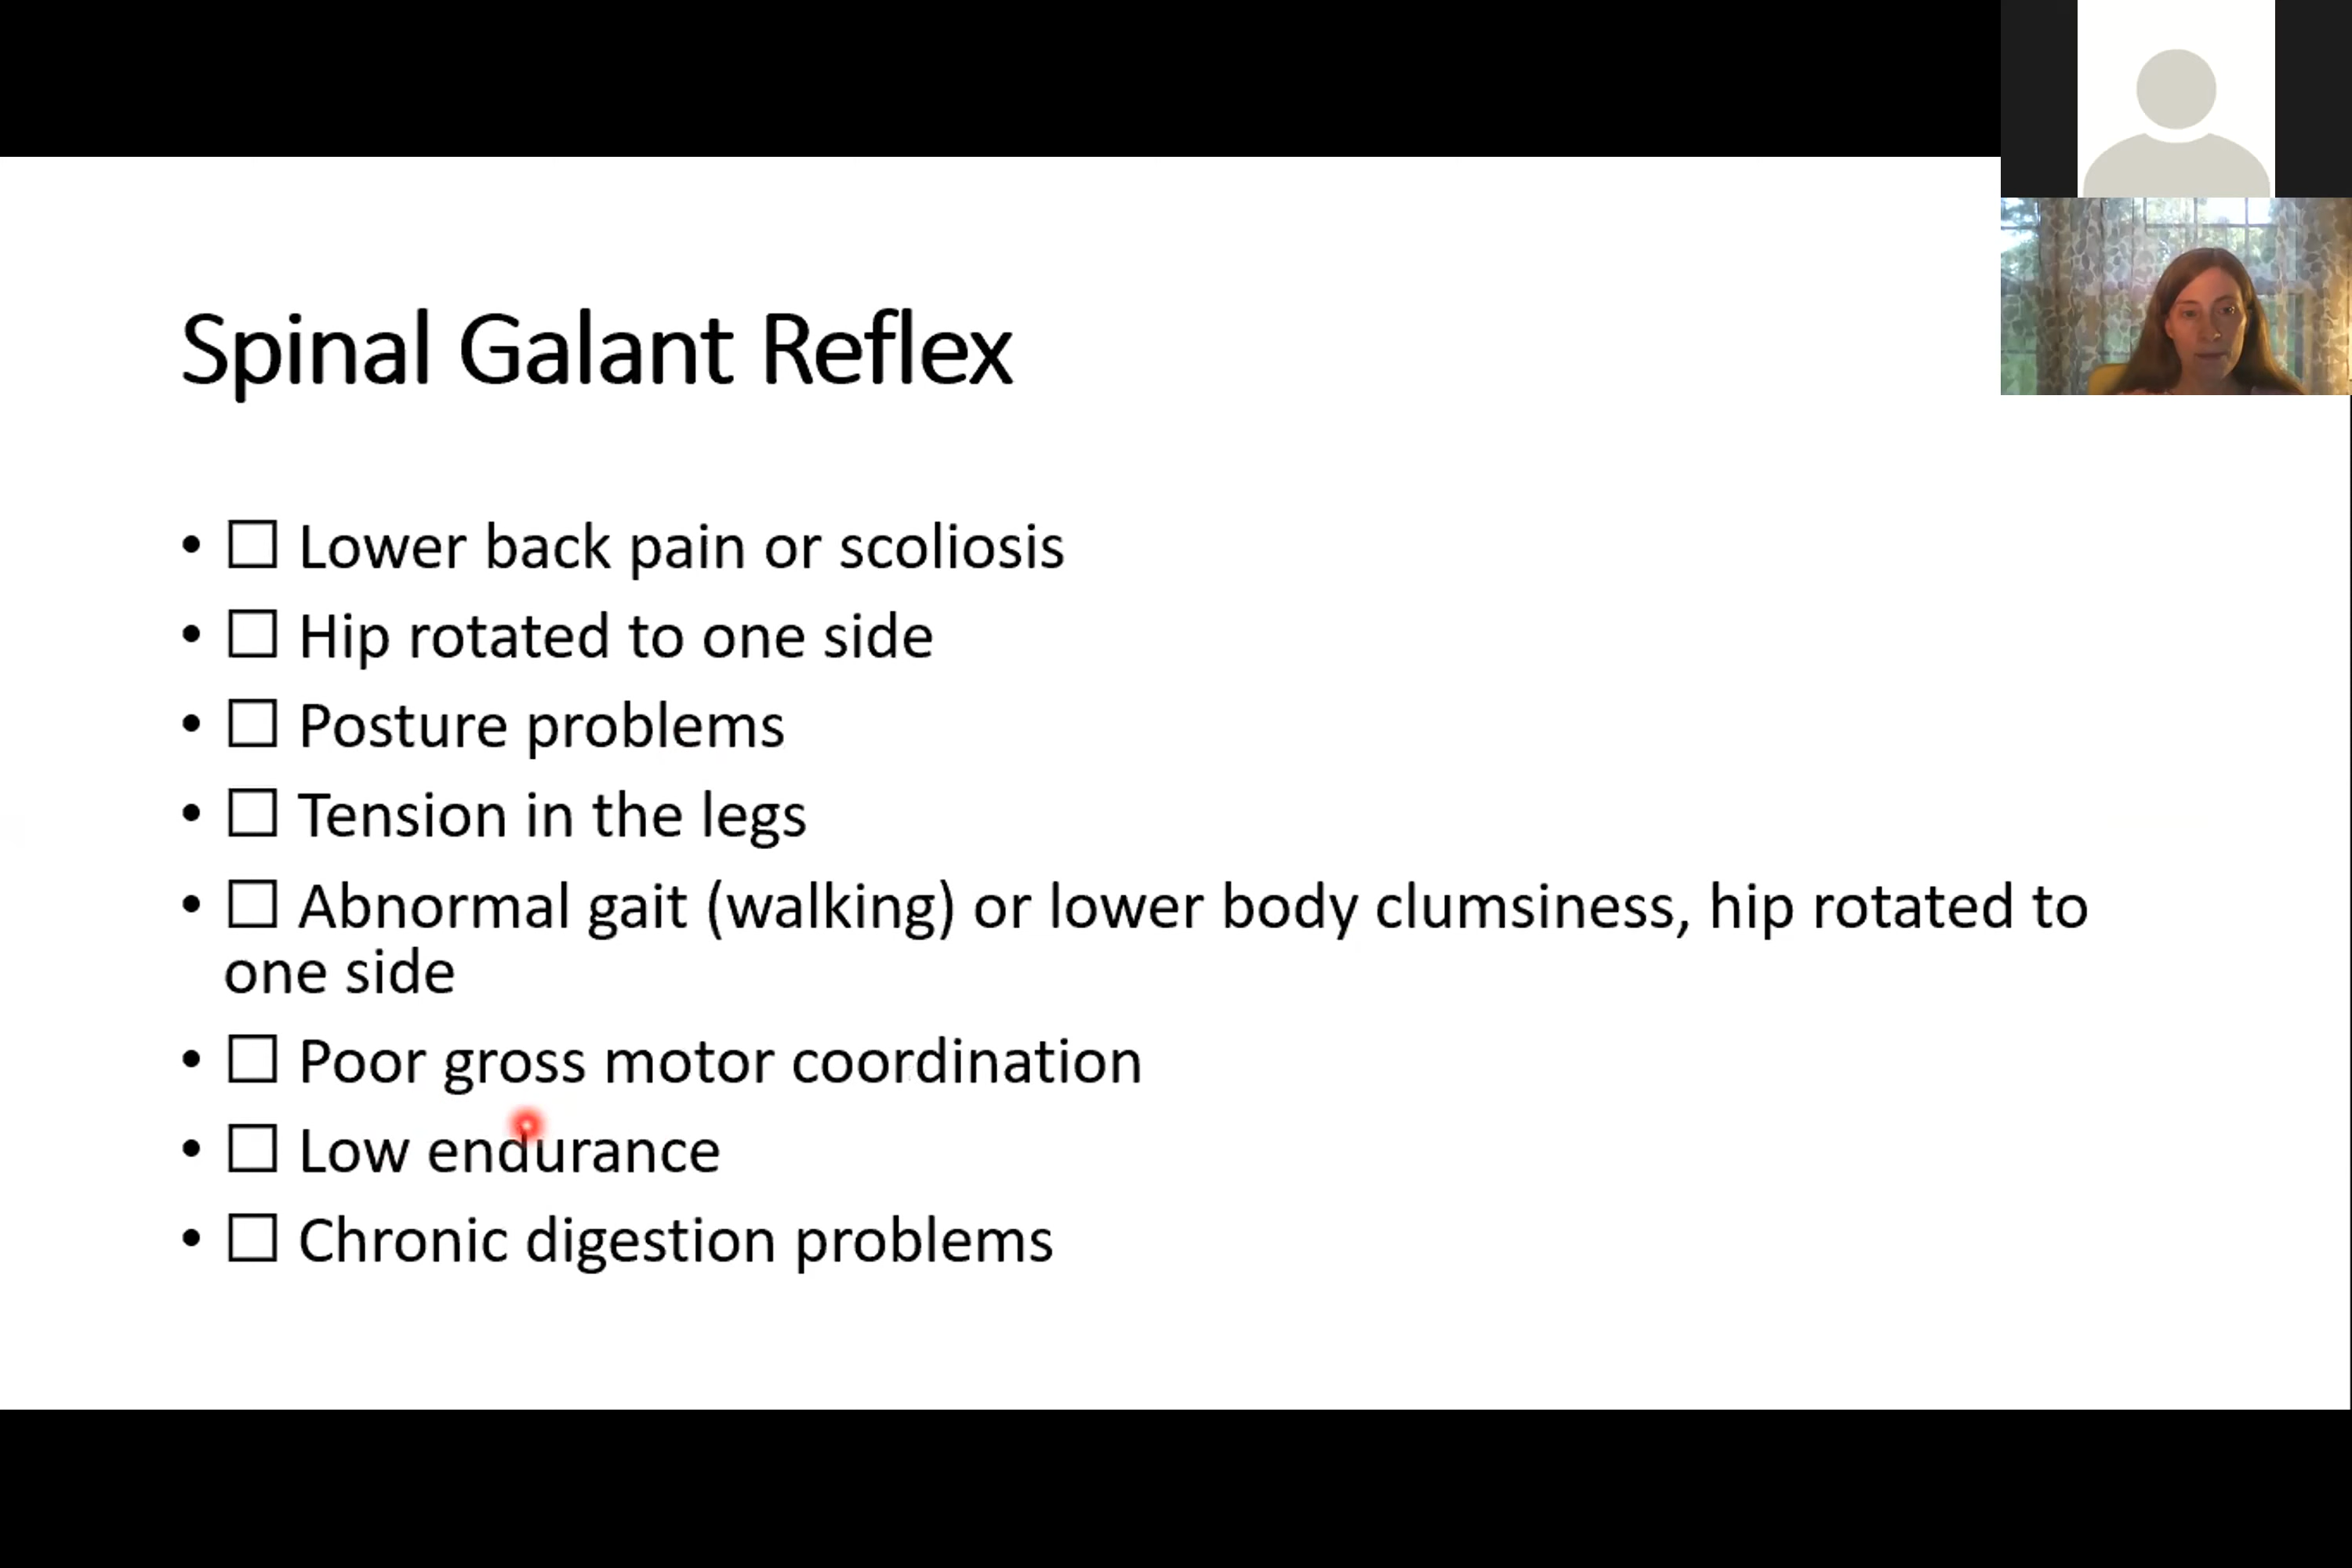 Spinal Galant Reflex
• ☐ Lower back pain or scoliosis
• ☐ Hip rotated to one side
• ☐ Posture problems
• ☐ Tension in the legs
• ☐ Abnormal gait (walking) or lower body clumsiness, hip rotated to
one side
• ☐ Poor gross motor coordination
• ☐ Low endurance
• ☐ Chronic digestion problems